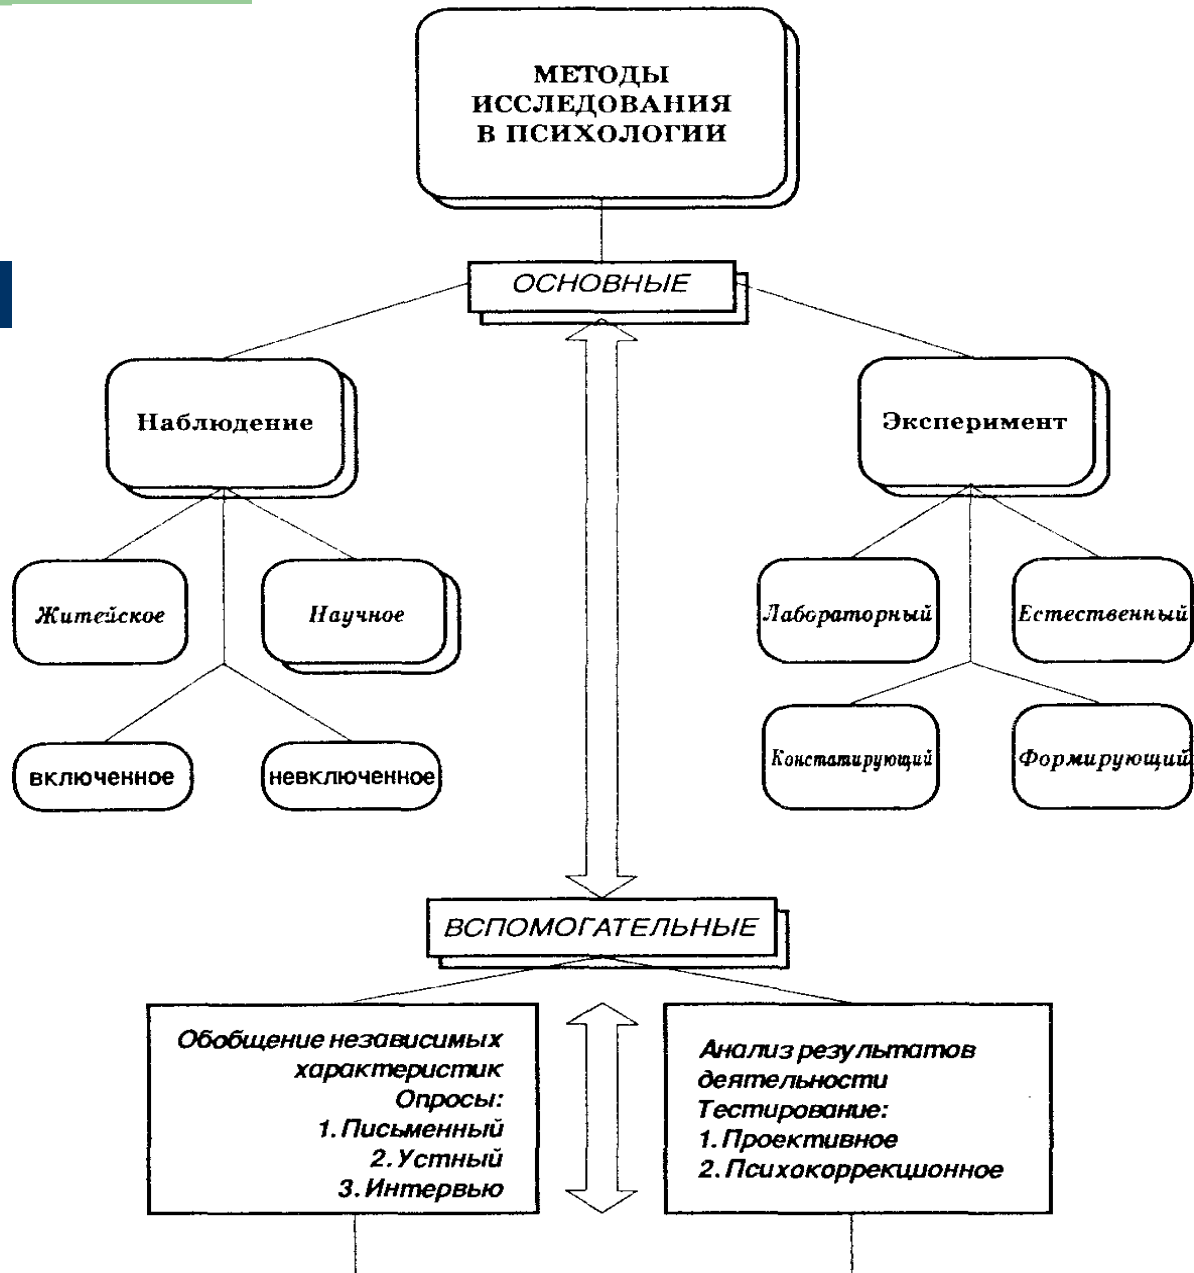 МЕТОДЫ
ИССЛЕДОВАНИЯ
В ПСИХОЛОГИИ
ОСНОВНЫЕ
Наблюдение
Эксперимент
Житейское
Научное
Лабораторный
Естественный
включенное
невключенное
Констатирующий
Формирующий
ВСПОМОГАТЕЛЬНЫЕ
Обобщение независимых
характеристик
Опросы:
1. Письменный
2. Устный
3. Интервью
Анализ результатов
деятельности
Тестирование:
1. Проективное
2. Психокоррекционное